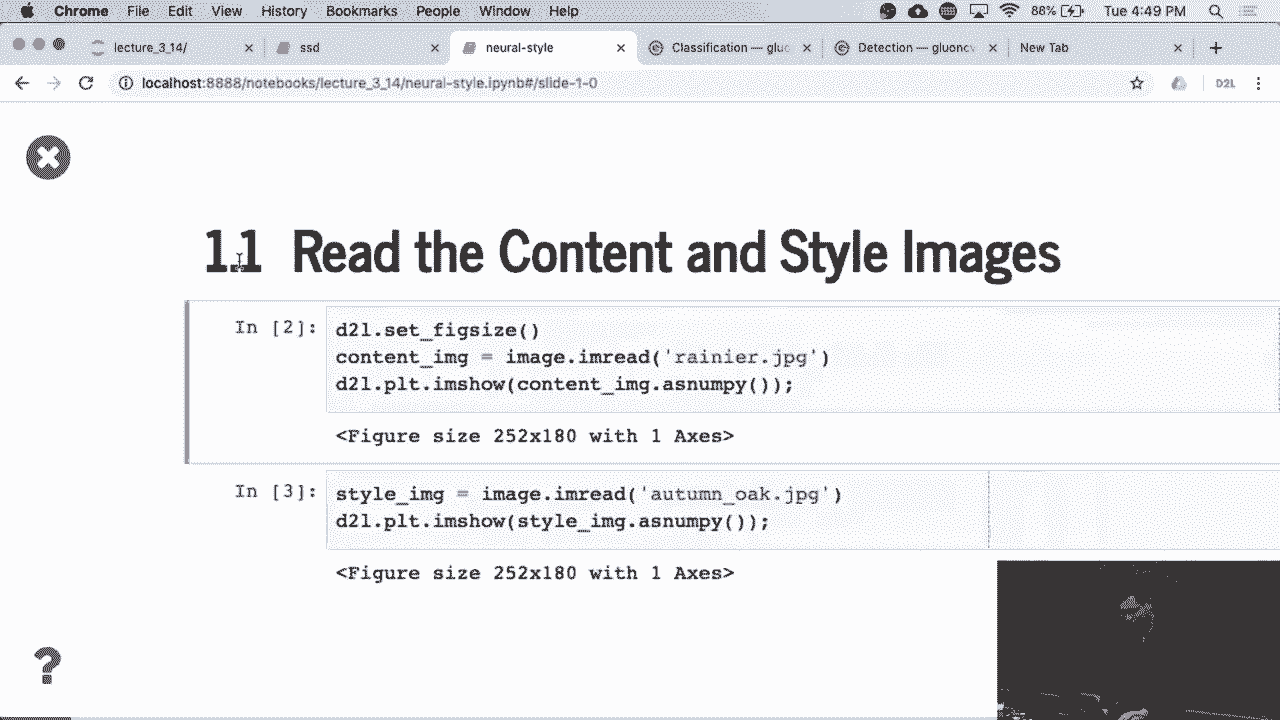 Chrome File Edit View History Bookmarks People Window Help 88% Tue 4:49 PM
lecture_3_14/ ssd neural-style Classification — glu Detection — gluoncv New Tab
localhost:8888/notebooks/lecture_3_14/neural-style.ipynb#/slide-1-0 D2L
1.1 Read the Content and Style Images
In [2]: d2l.set_figsize()
content_img = image.imread('rainier.jpg')
d2l.plt.imshow(content_img.asnumpy());
<Figure size 252x180 with 1 Axes>
In [3]: style_img = image.imread('autumn_oak.jpg')
d2l.plt.imshow(style_img.asnumpy());
<Figure size 252x180 with 1 Axes>
?